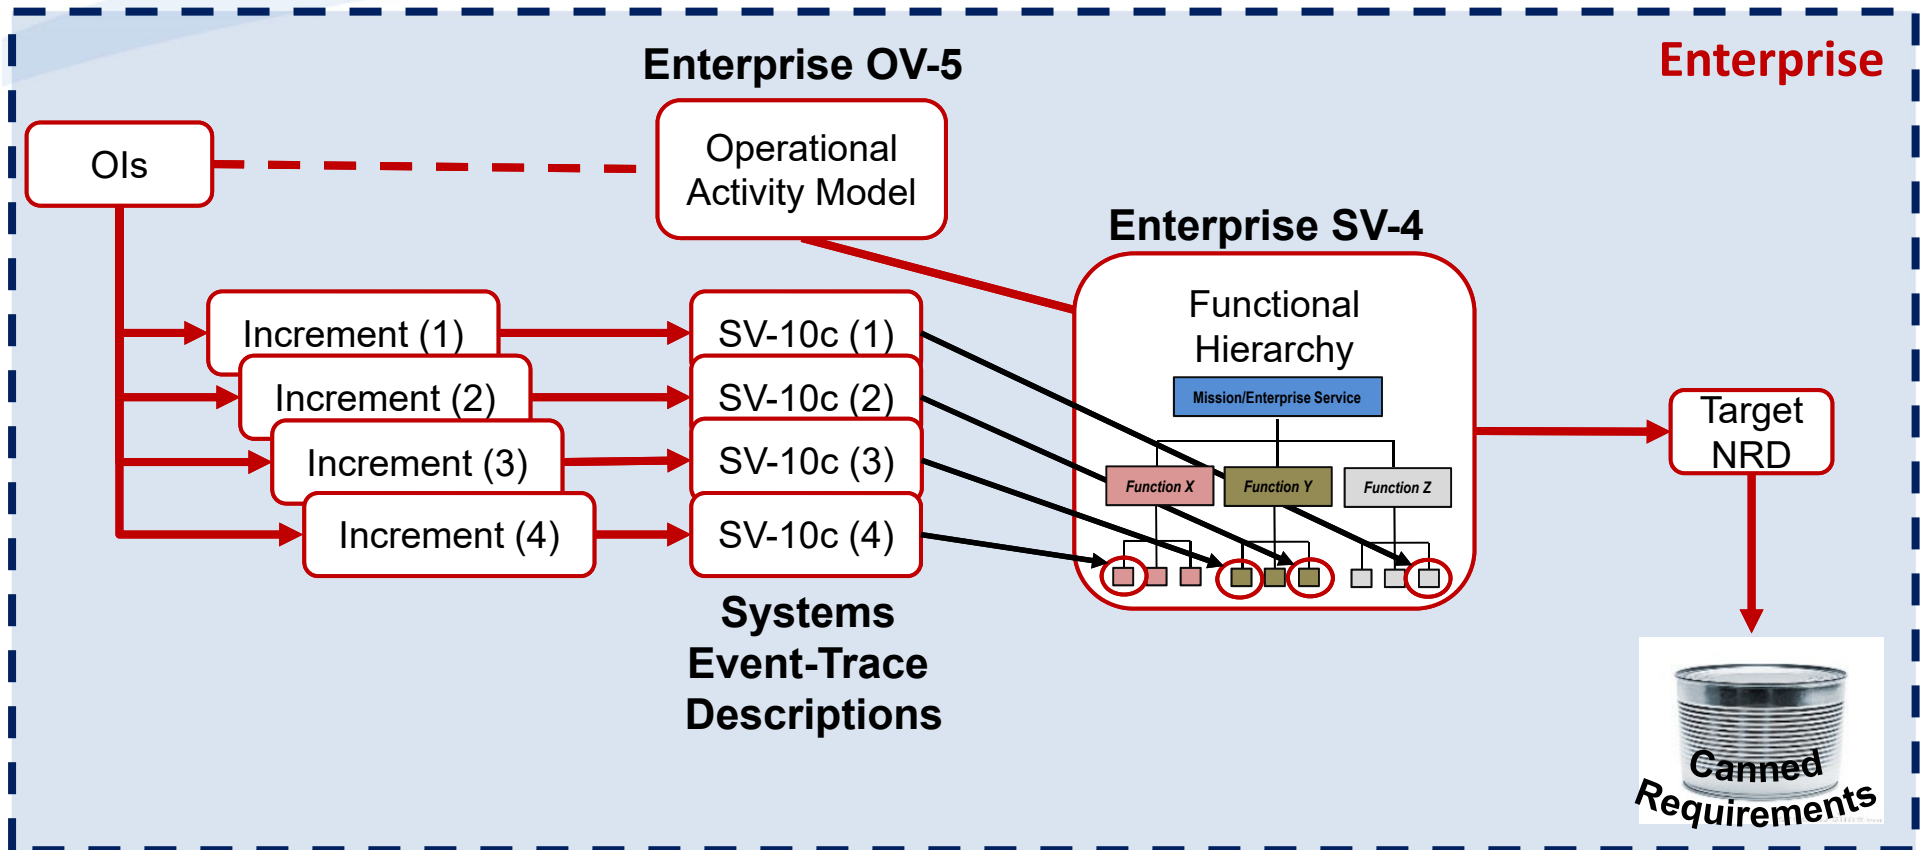 Enterprise OV-5
Enterprise
OIs
Operational
Activity Model
Enterprise SV-4
Functional
Hierarchy
Increment (1)
SV-10c (1)
Increment (2)
SV-10c (2)
Mission/Enterprise Service
Target
NRD
Increment (3)
SV-10c (3)
Function X
Function Y
Function Z
Increment (4)
SV-10c (4)
Systems
Event-Trace
Descriptions
Canned
Requirements